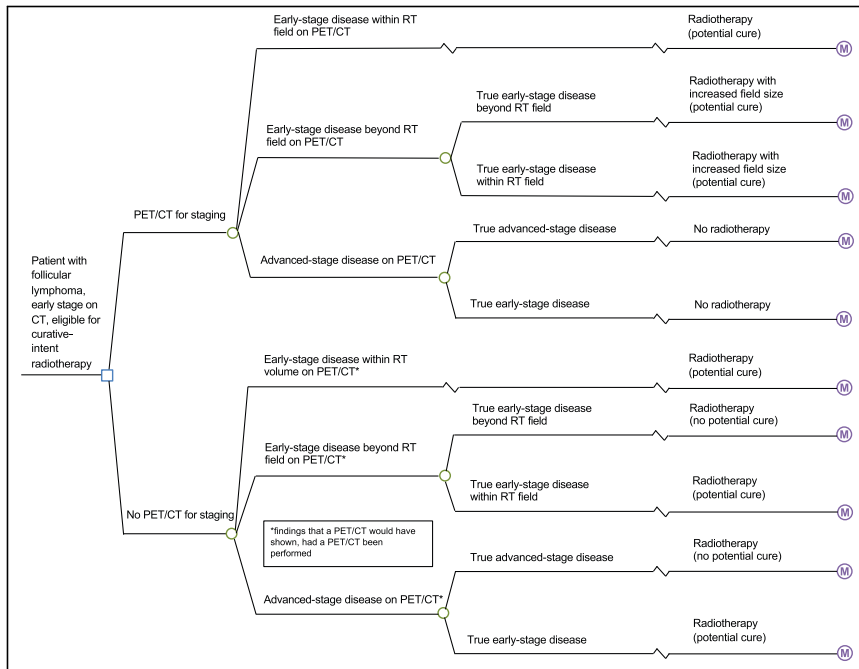 Early-stage disease within RT
field on PET/CT
Radiotherapy
(potential cure)
M
True early-stage disease
beyond RT field
Radiotherapy with
increased field size
(potential cure)
M
Early-stage disease beyond RT
field on PET/CT
True early-stage disease
within RT field
Radiotherapy with
increased field size
(potential cure)
M
PET/CT for staging
Advanced-stage disease on PET/CT
True advanced-stage disease
No radiotherapy
M
True early-stage disease
No radiotherapy
M
Patient with
follicular
lymphoma,
early stage on
CT, eligible for
curative–
intent
radiotherapy
Early-stage disease within RT
volume on PET/CT*
Radiotherapy
(potential cure)
M
True early-stage disease
beyond RT field
Radiotherapy
(no potential cure)
M
Early-stage disease beyond RT
field on PET/CT*
True early-stage disease
within RT field
Radiotherapy
(potential cure)
M
No PET/CT for staging
*findings that a PET/CT would have
shown, had a PET/CT been
performed
True advanced-stage disease
Radiotherapy
(no potential cure)
M
Advanced-stage disease on PET/CT*
True early-stage disease
Radiotherapy
(potential cure)
M